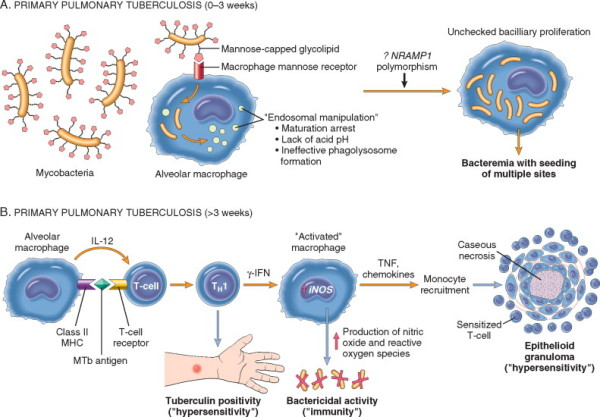 A. PRIMARY PULMONARY TUBERCULOSIS (0–3 weeks)
Mannose-capped glycolipid
Macrophage mannose receptor
"Endosomal manipulation"
• Maturation arrest
• Lack of acid pH
• Ineffective phagolysosome
formation
Mycobacteria
Alveolar macrophage
? NRAMP1
polymorphism
Unchecked bacilliary proliferation
Bacteremia with seeding
of multiple sites
B. PRIMARY PULMONARY TUBERCULOSIS (>3 weeks)
Alveolar
macrophage
IL-12
T-cell
Class II
MHC
MTb antigen
T-cell
receptor
TH1
γ-IFN
"Activated"
macrophage
iNOS
TNF,
chemokines
Monocyte
recruitment
Caseous
necrosis
Sensitized
T-cell
Epithelioid
granuloma
("hypersensitivity")
Tuberculin positivity
("hypersensitivity")
Production of nitric
oxide and reactive
oxygen species
Bactericidal activity
("immunity")